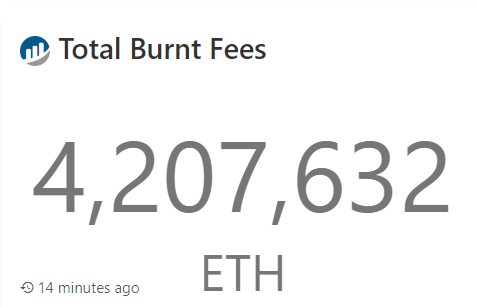 Total Burnt Fees
4,207,632
ETH
14 minutes ago